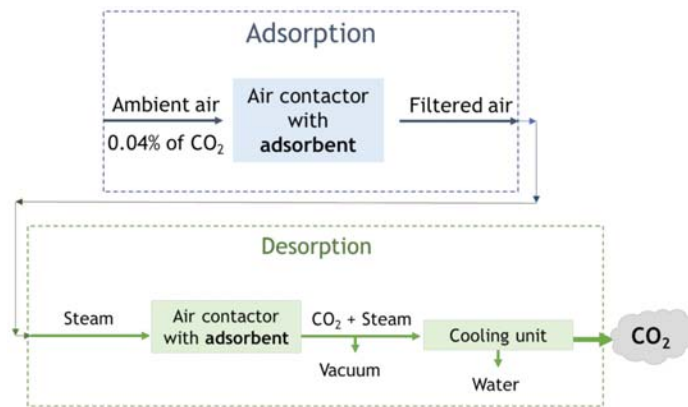 Adsorption
Ambient air
0.04% of CO₂
Air contactor
with
adsorbent
Filtered air
Desorption
Steam
Air contactor
with adsorbent
CO₂ + Steam
Vacuum
Cooling unit
Water
CO₂